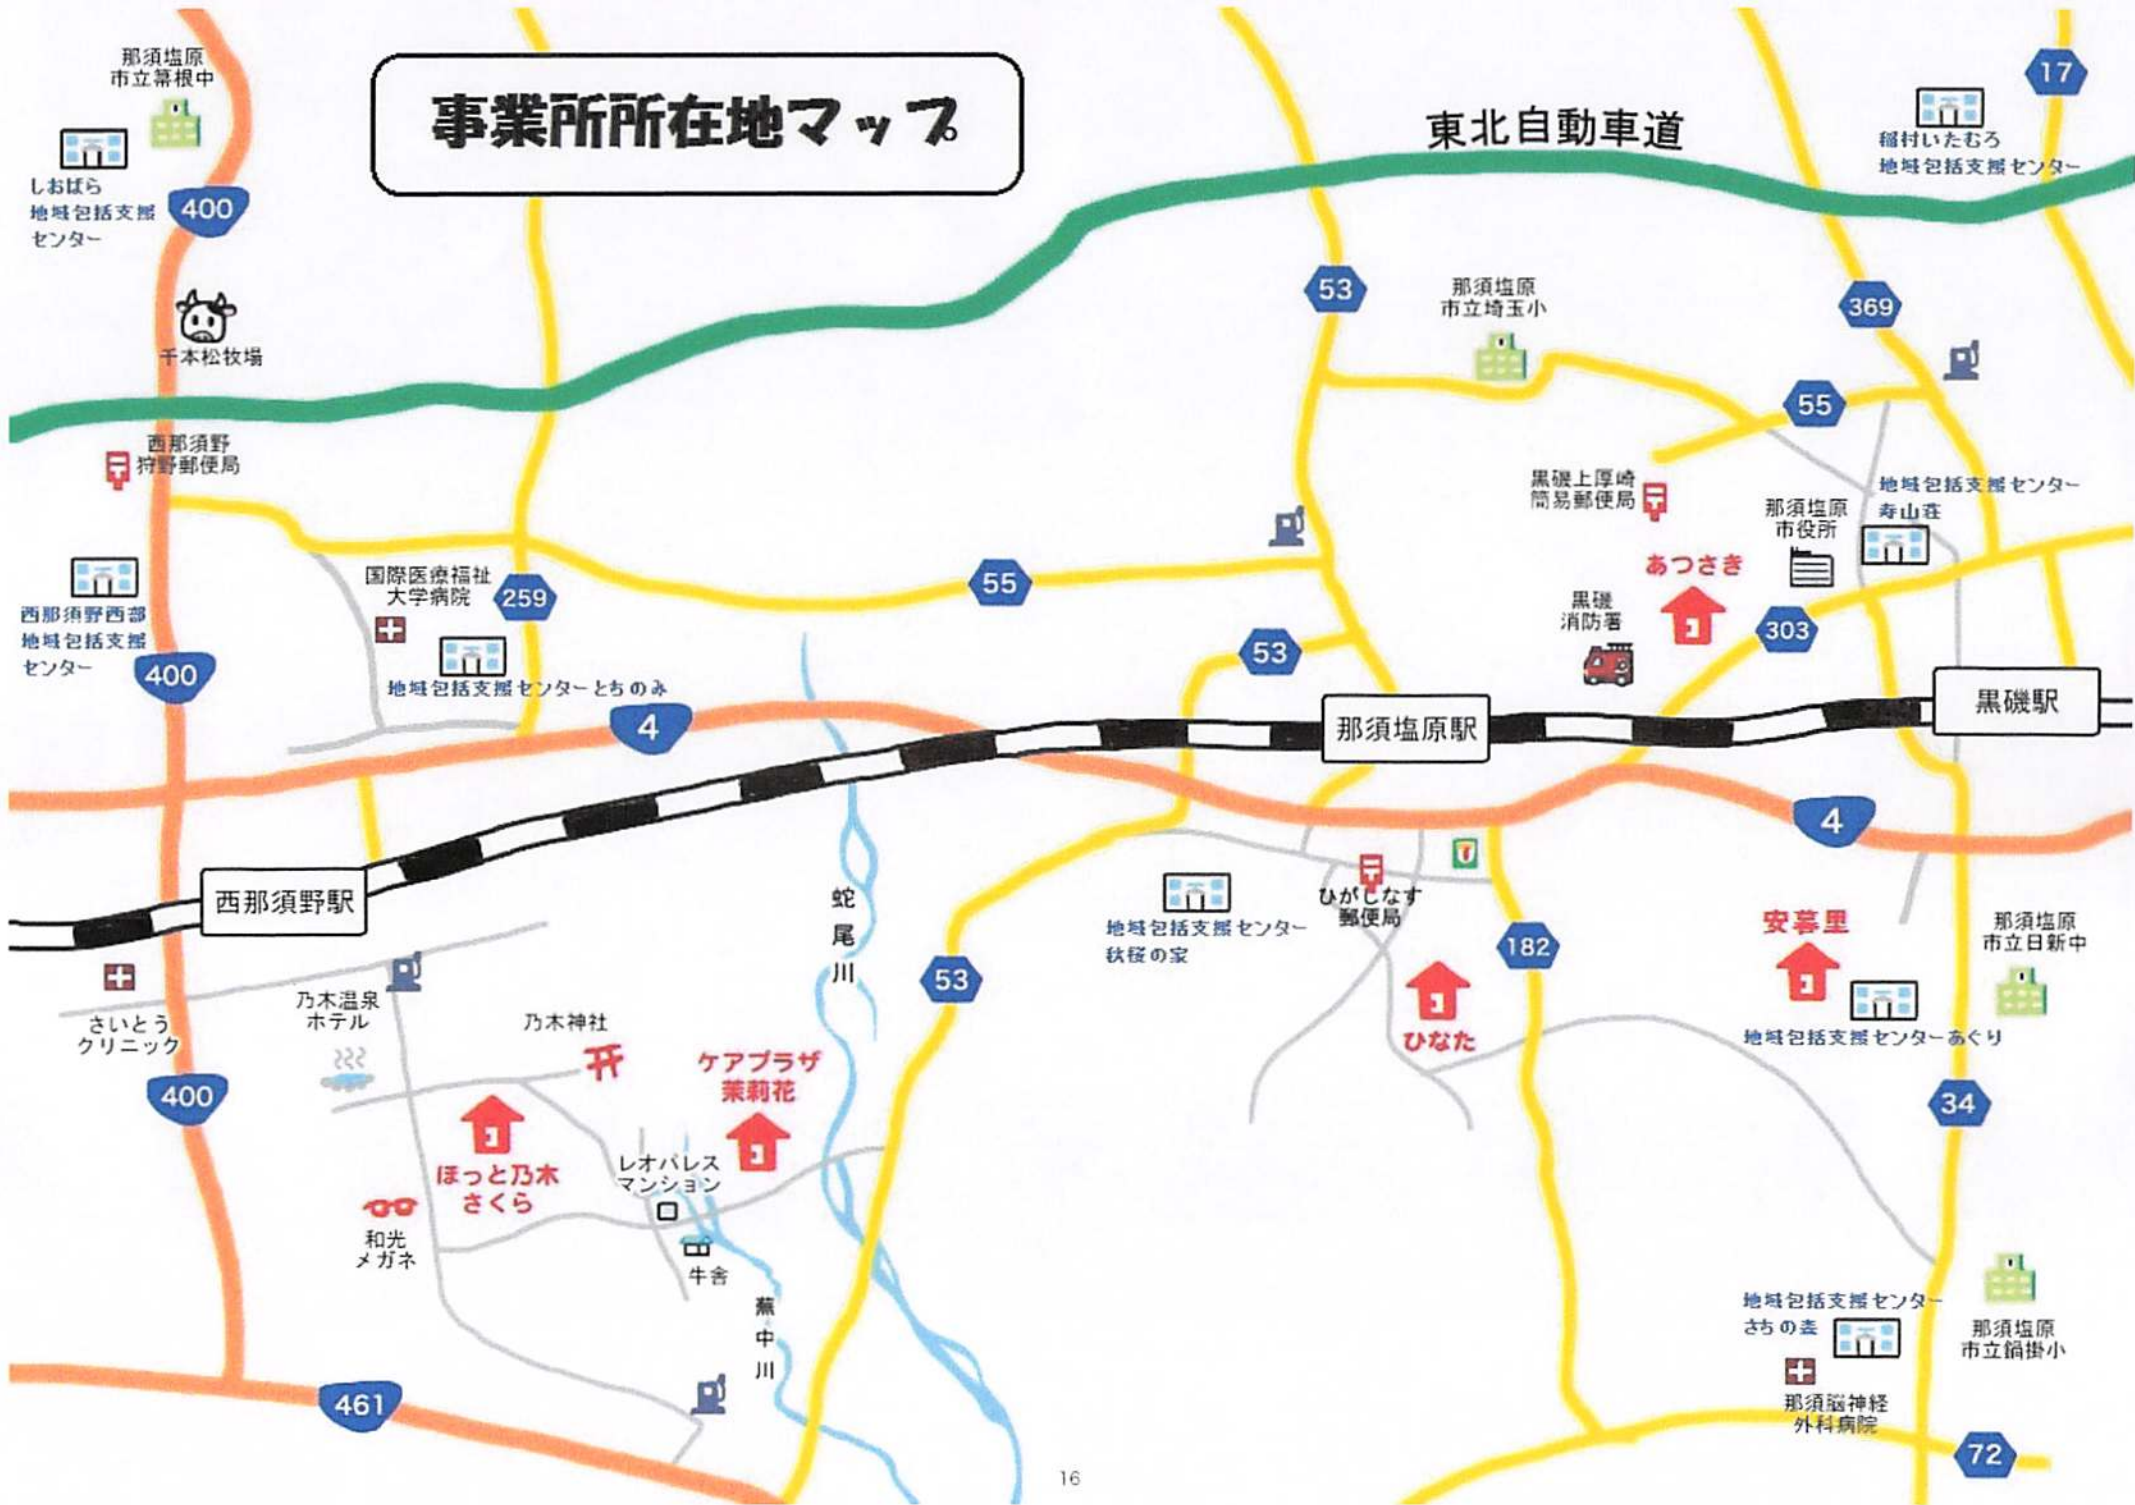 事業所所在地マップ
那須塩原
市立箒根中
しおばら
地域包括支援
センター
400
千本松牧場
東北自動車道
17
稲村いたむろ
地域包括支援センター
53
那須塩原
市立埼玉小
369
55
西那須野
狩野郵便局
黒磯上厚崎
簡易郵便局
那須塩原
市役所
地域包括支援センター
寿山荘
西那須野西部
地域包括支援
センター
400
国際医療福祉
大学病院
259
地域包括支援センターとちのみ
55
53
あつさき
黒磯
消防署
303
4
那須塩原駅
黒磯駅
4
西那須野駅
蛇尾川
地域包括支援センター
秋桜の家
ひがしなす
郵便局
182
安暮里
那須塩原
市立日新中
地域包括支援センターあぐり
ひなた
53
さいとう
クリニック
乃木温泉
ホテル
乃木神社
ケアプラザ
茉莉花
400
34
ほっと乃木
さくら
レオパレス
マンション
和光
メガネ
牛舎
蕪中川
461
地域包括支援センター
さちの森
那須塩原
市立鍋掛小
那須脳神経
外科病院
72
16